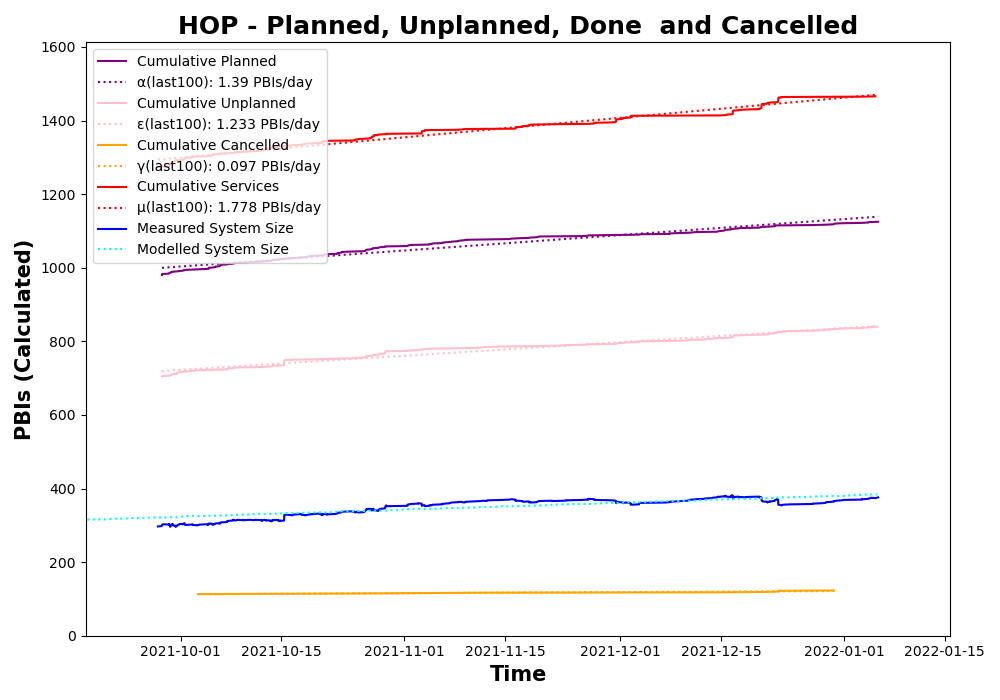 HOP - Planned, Unplanned, Done  and Cancelled
PBIs (Calculated)
1600
1400
1200
1000
800
600
400
200
0
Cumulative Planned
α(last100): 1.39 PBIs/day
Cumulative Unplanned
ε(last100): 1.233 PBIs/day
Cumulative Cancelled
γ(last100): 0.097 PBIs/day
Cumulative Services
μ(last100): 1.778 PBIs/day
Measured System Size
Modelled System Size
2021-10-01 2021-10-15 2021-11-01 2021-11-15 2021-12-01 2021-12-15 2022-01-01 2022-01-15
Time